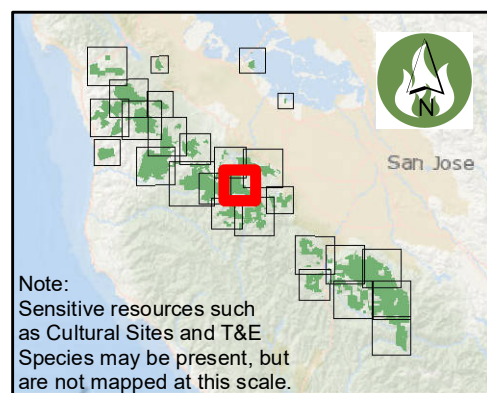 N
San Jose
Note:
Sensitive resources such
as Cultural Sites and T&E
Species may be present, but
are not mapped at this scale.